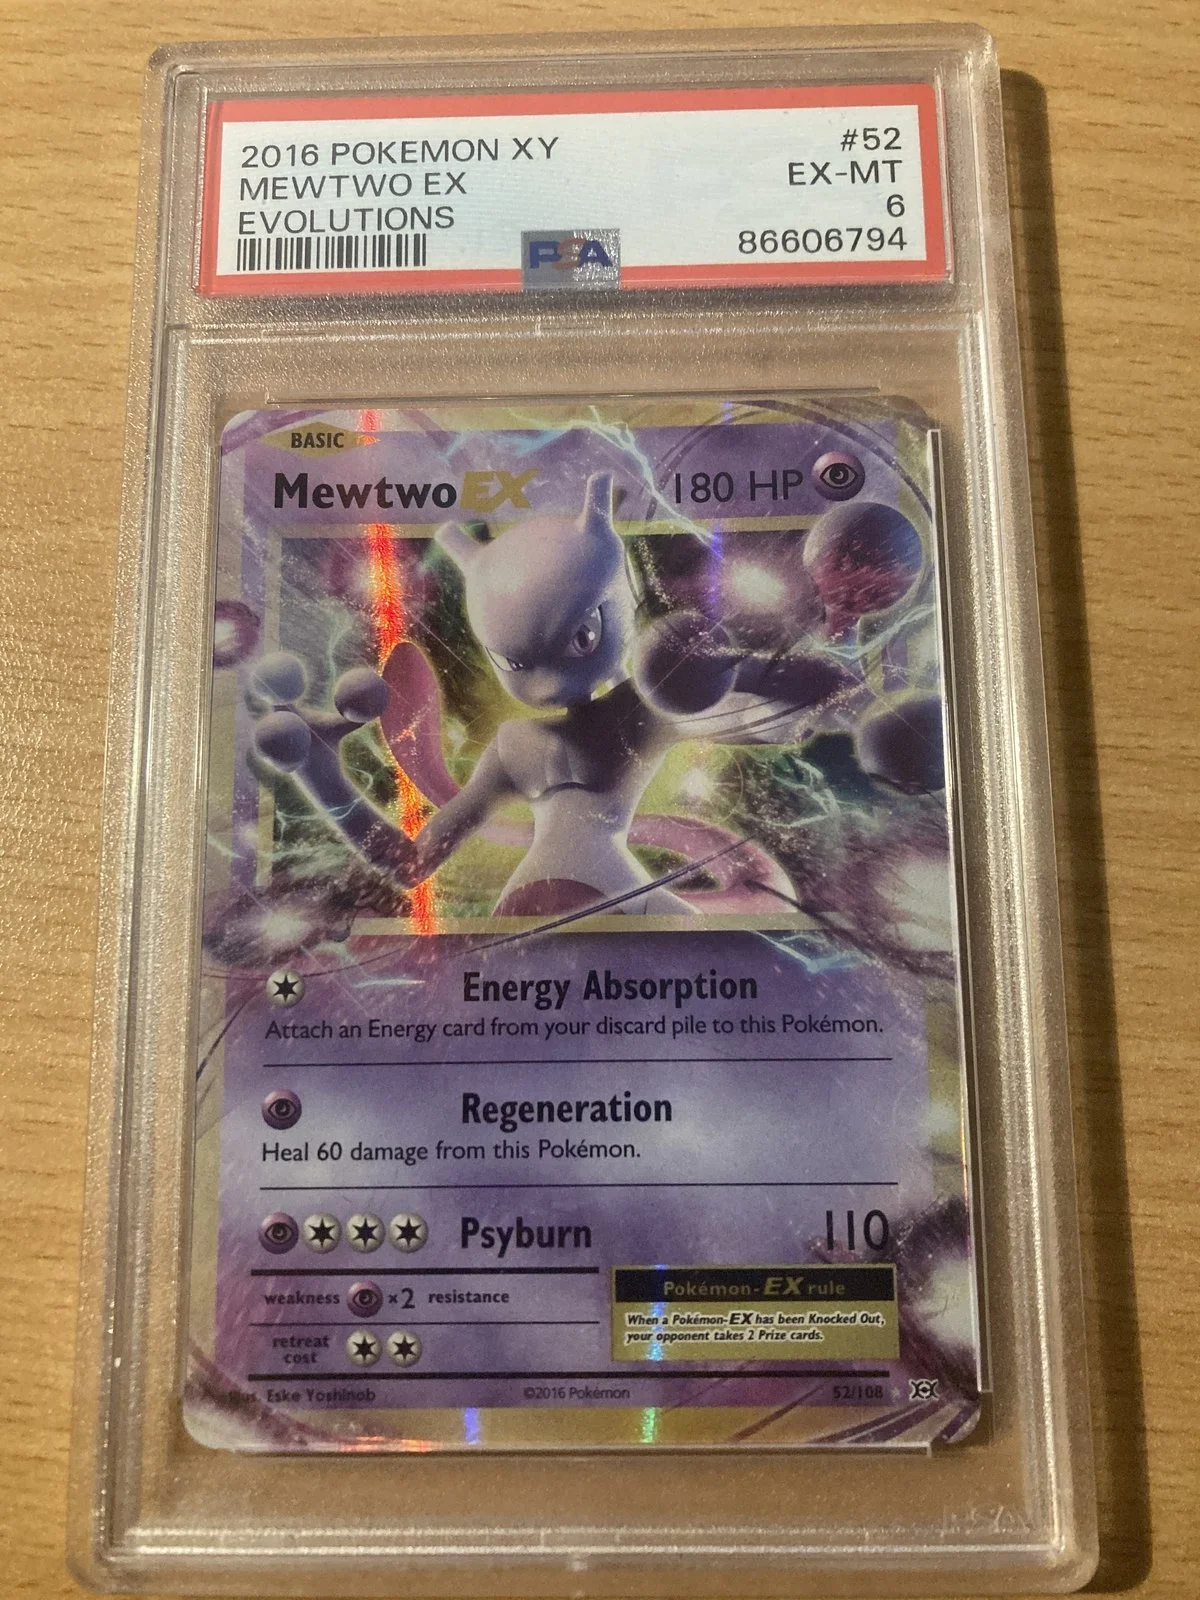 2016 POKEMON XY #52
MEWTWO EX EX-MT
EVOLUTIONS 6
86606794
PSA
BASIC
Mewtwo EX 180 HP
Energy Absorption
Attach an Energy card from your discard pile to this Pokémon.
Regeneration
Heal 60 damage from this Pokémon.
Psyburn 110
weakness ×2 resistance
retreat
cost
Pokémon-EX rule
When a Pokémon-EX has been Knocked Out,
your opponent takes 2 Prize cards.
Illus. Eske Yoshinob ©2016 Pokémon 52/108